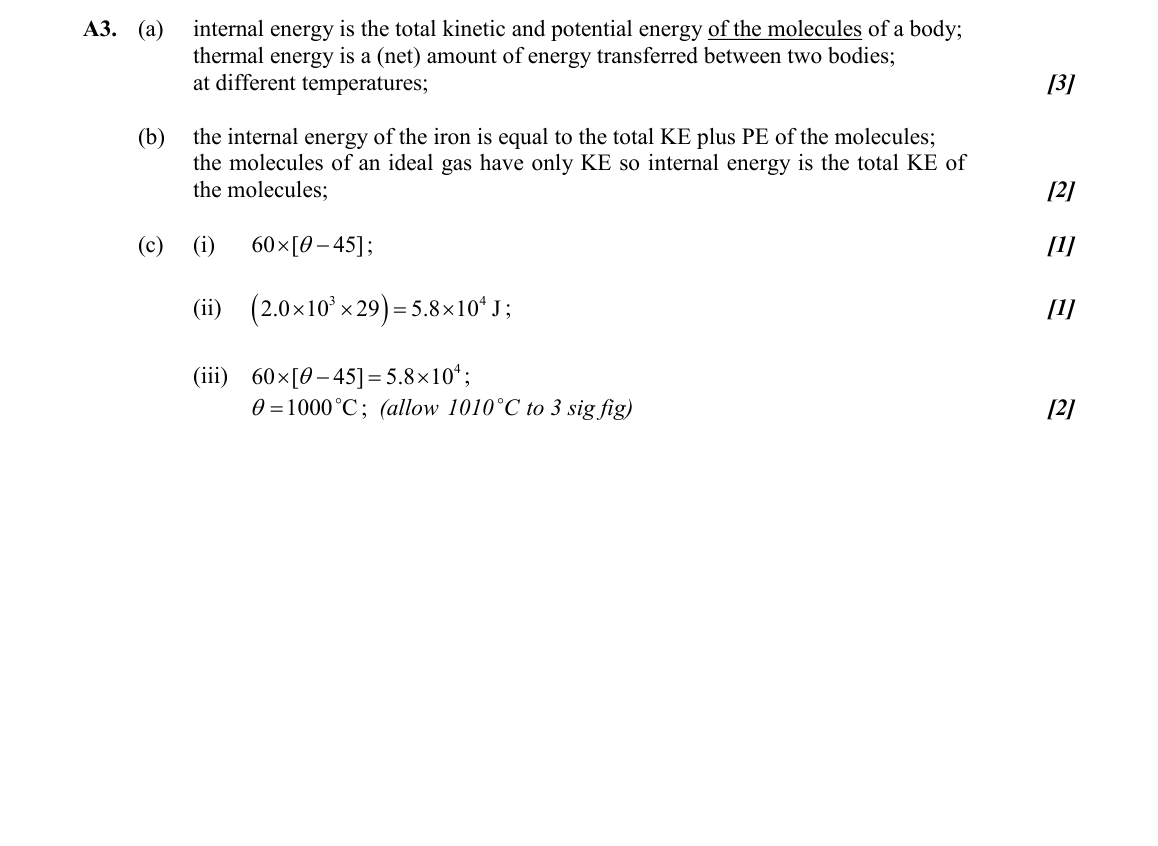 A3. (a) internal energy is the total kinetic and potential energy of the molecules of a body;
thermal energy is a (net) amount of energy transferred between two bodies;
at different temperatures; [3]
(b) the internal energy of the iron is equal to the total KE plus PE of the molecules;
the molecules of an ideal gas have only KE so internal energy is the total KE of
the molecules; [2]
(c) (i) 60×[θ−45]; [1]
(ii) (2.0×10³×29)=5.8×10⁴ J; [1]
(iii) 60×[θ−45]=5.8×10⁴;
θ=1000°C; (allow 1010°C to 3 sig fig) [2]